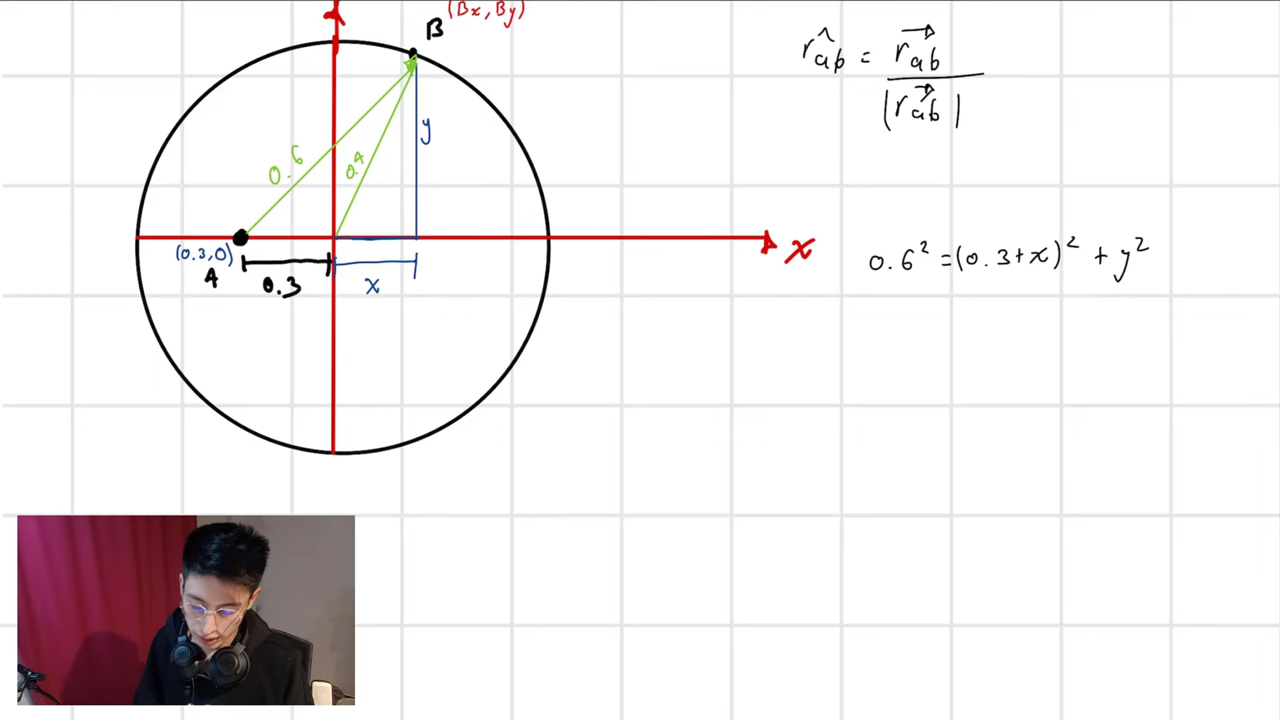 B (Bx, By)
0.6
0.4
y
(0.3,0)
A
0.3
x
x
r̂ab = r⃗ab / |r⃗ab|
0.6² = (0.3+x)² + y²